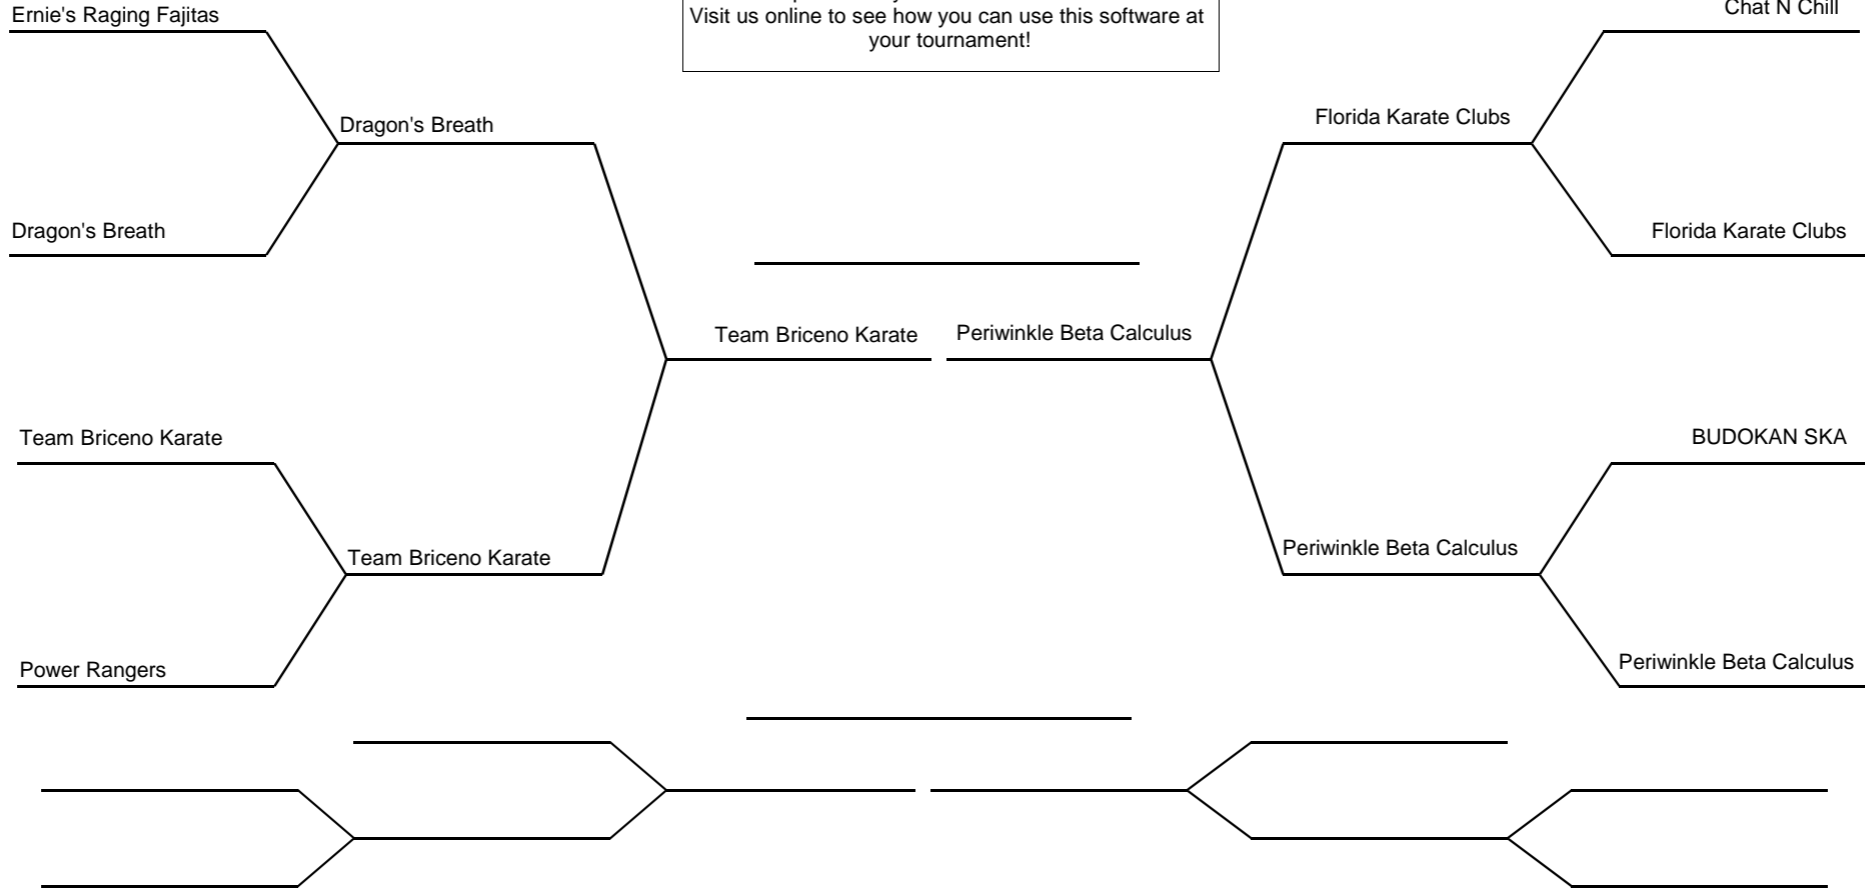 Ernie's Raging Fajitas
Visit us online to see how you can use this software at
your tournament!
Chat N Chill
Dragon's Breath
Florida Karate Clubs
Dragon's Breath
Florida Karate Clubs
Team Briceno Karate
Periwinkle Beta Calculus
Team Briceno Karate
BUDOKAN SKA
Team Briceno Karate
Periwinkle Beta Calculus
Power Rangers
Periwinkle Beta Calculus